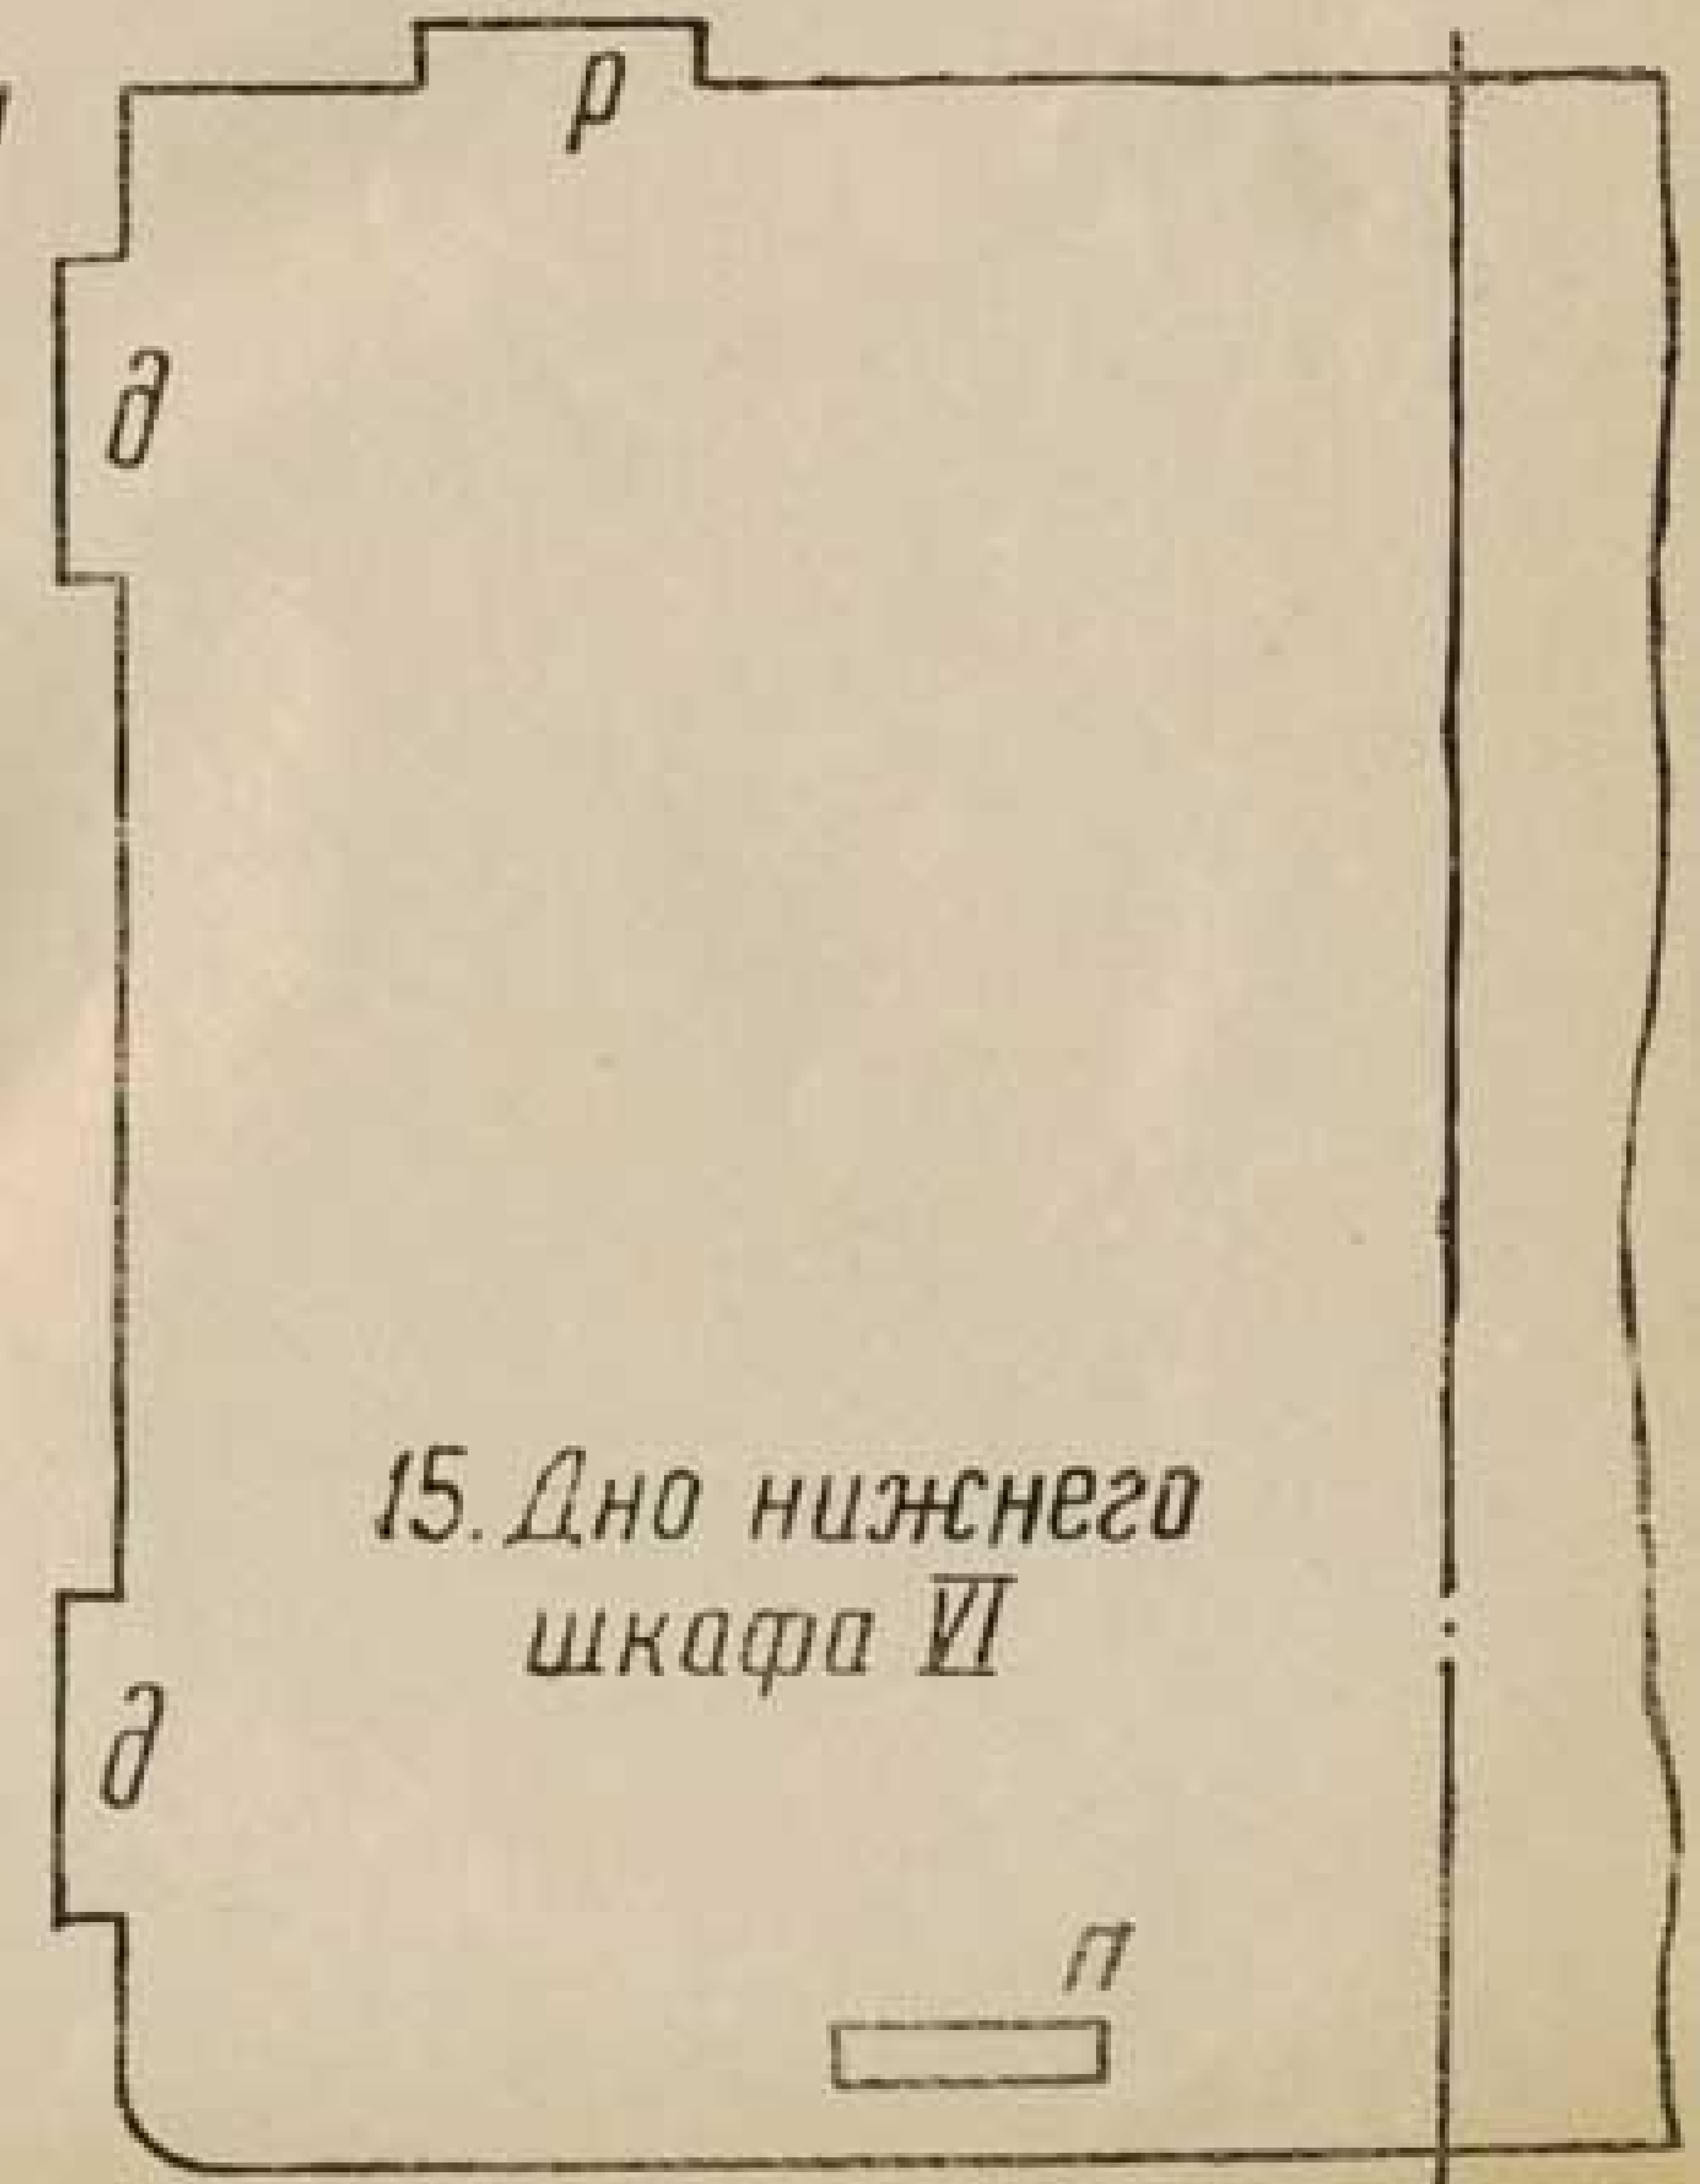 р
д
15. Дно нижнего
шкафа VI
д
п